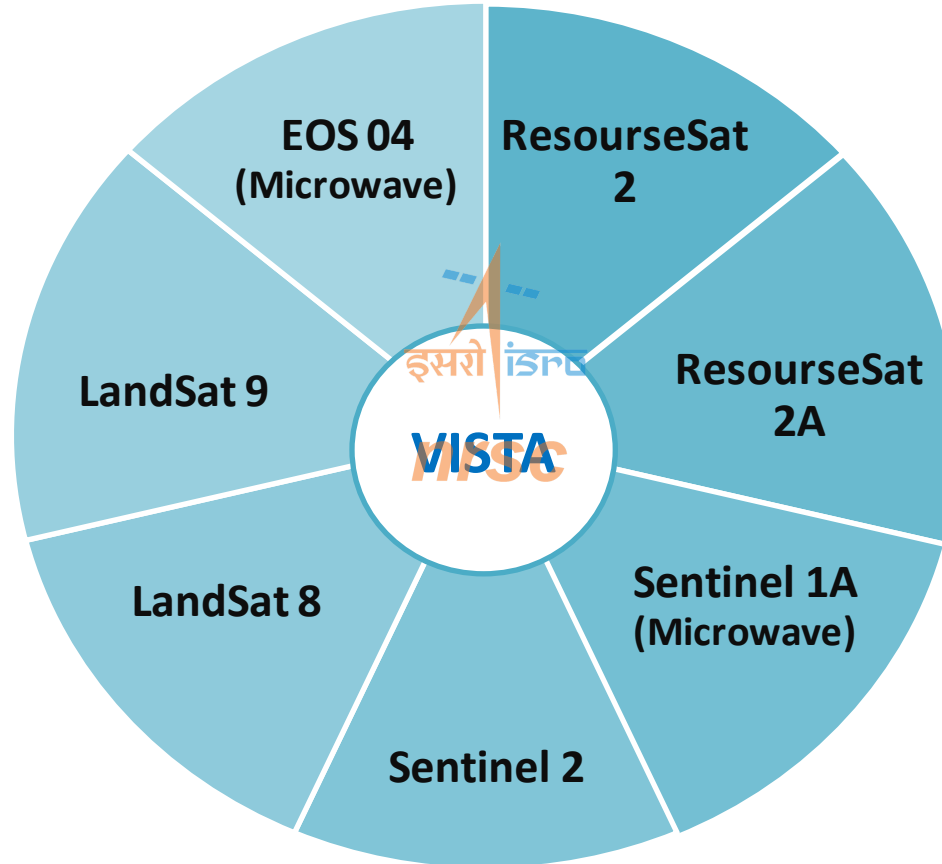 EOS 04
(Microwave)
ResourseSat
2
ResourseSat
2A
Sentinel 1A
(Microwave)
Sentinel 2
LandSat 8
LandSat 9
इसरो isro
VISTA
nrsc